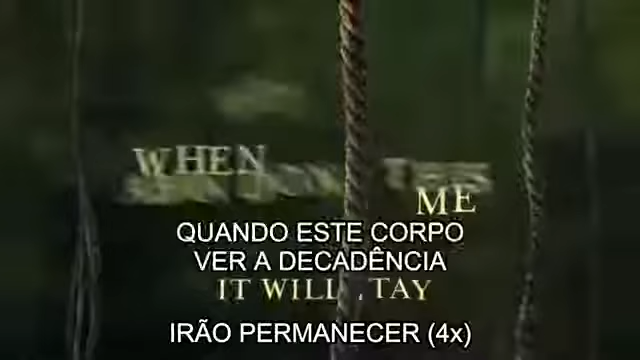 WHEN
ME
QUANDO ESTE CORPO
VER A DECADÊNCIA
IT WILL TAY
IRÃO PERMANECER (4x)